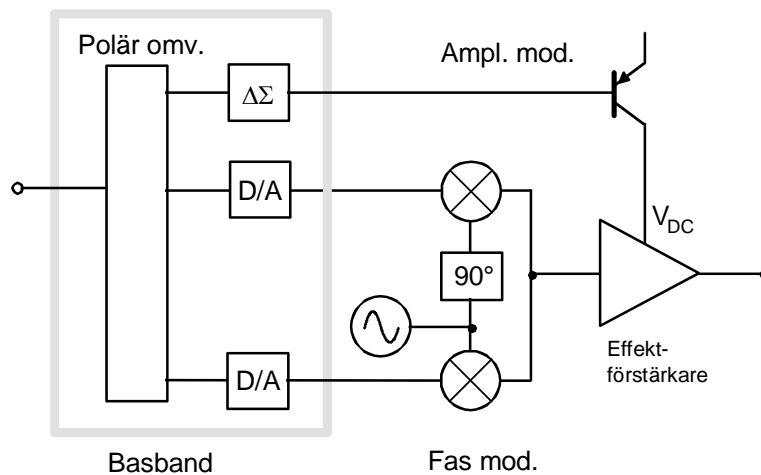 Polär omv.
Ampl. mod.
ΔΣ
D/A
V_DC
90°
D/A
Effekt-
förstärkare
Basband
Fas mod.